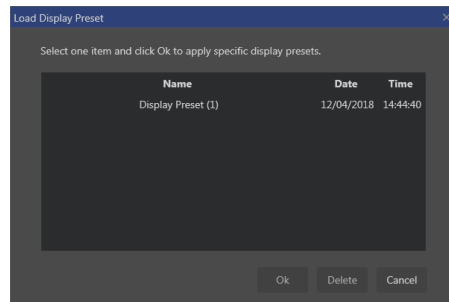 Load Display Preset
Select one item and click Ok to apply specific display presets.
Name Date Time
Display Preset (1) 12/04/2018 14:44:40
Ok Delete Cancel